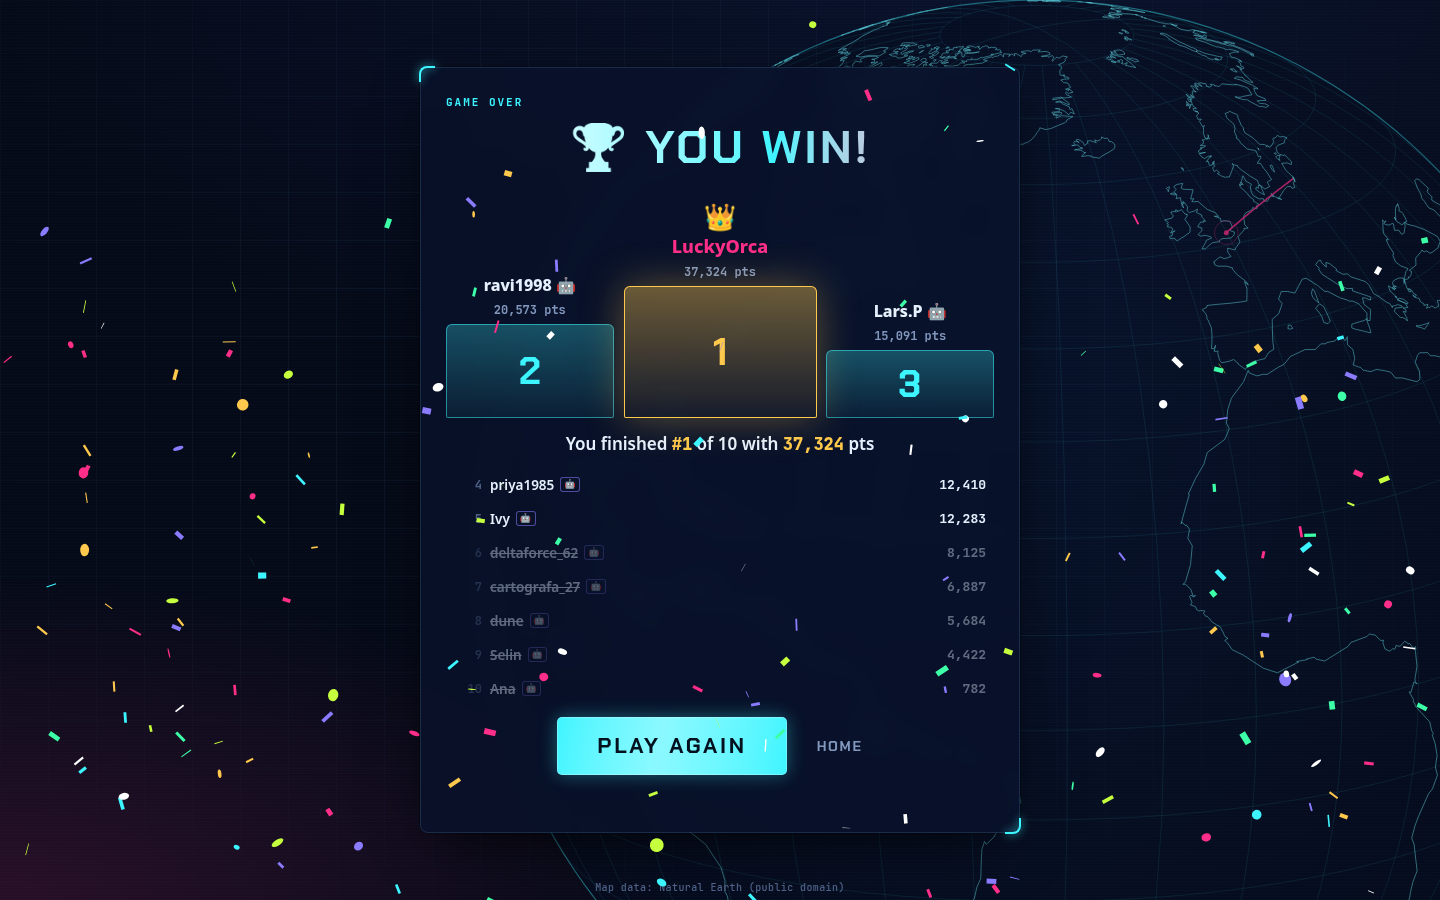 GAME OVER
🏆 YOU WIN!
👑
LuckyOrca
37,324 pts
ravi1998 🤖
20,573 pts
Lars.P 🤖
15,091 pts
2
1
3
You finished #1 of 10 with 37,324 pts
4 priya1985 🤖 12,410
5 Ivy 🤖 12,283
6 deltaforce_62 🤖 8,125
7 cartografa_27 🤖 6,887
8 dune 🤖 5,684
9 Selin 🤖 4,422
10 Ana 🤖 782
PLAY AGAIN
HOME
Map data: Natural Earth (public domain)